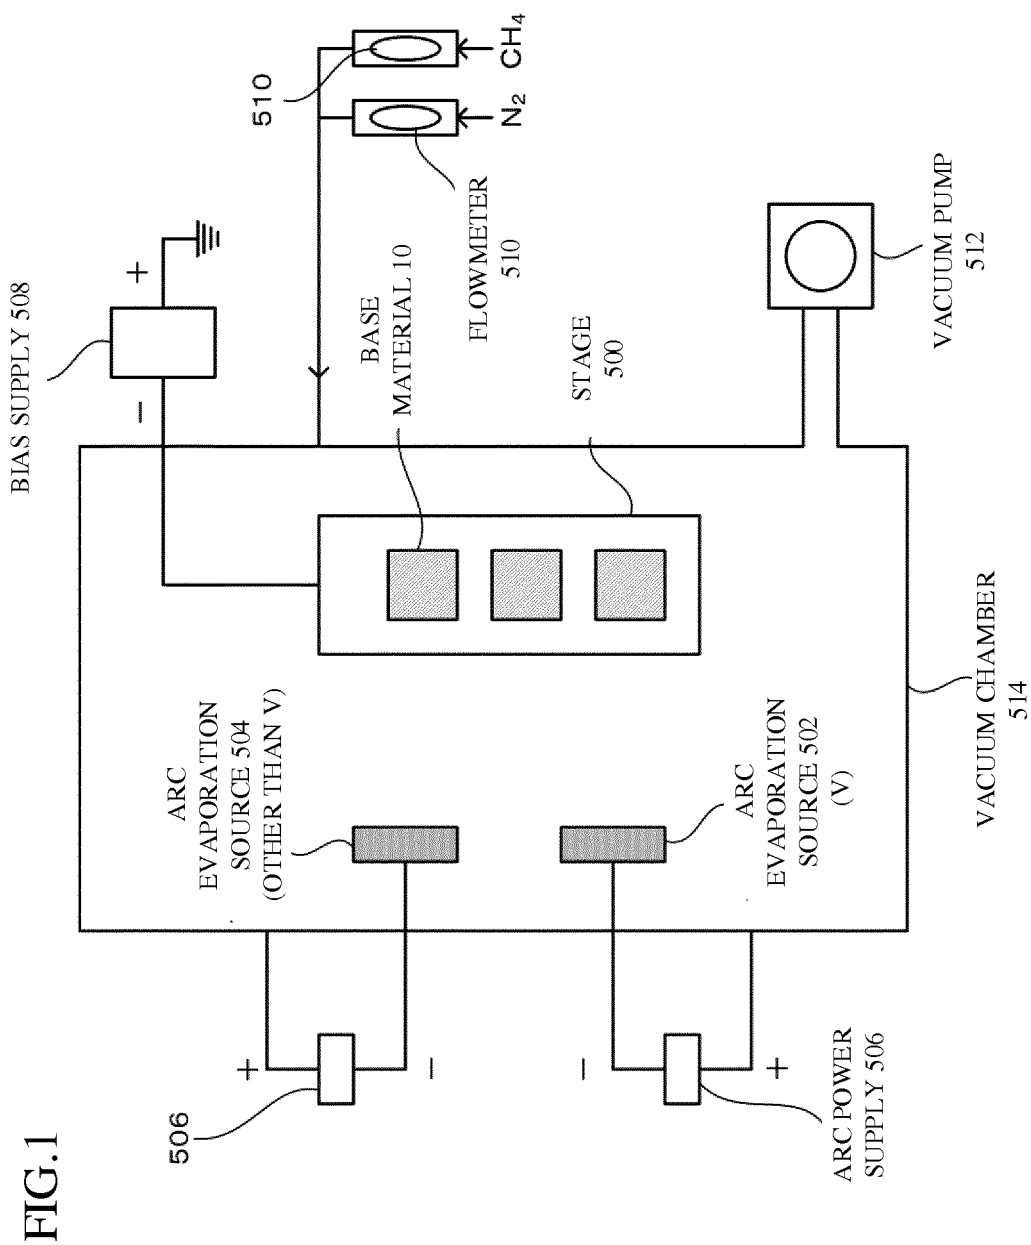 FIG.1
BIAS SUPPLY 508
−
+
510
CH4
N2
FLOWMETER
510
BASE
MATERIAL 10
STAGE
500
VACUUM PUMP
512
ARC
EVAPORATION
SOURCE 504
(OTHER THAN V)
ARC
EVAPORATION
SOURCE 502
(V)
VACUUM CHAMBER
514
506
+
−
−
+
ARC POWER
SUPPLY 506